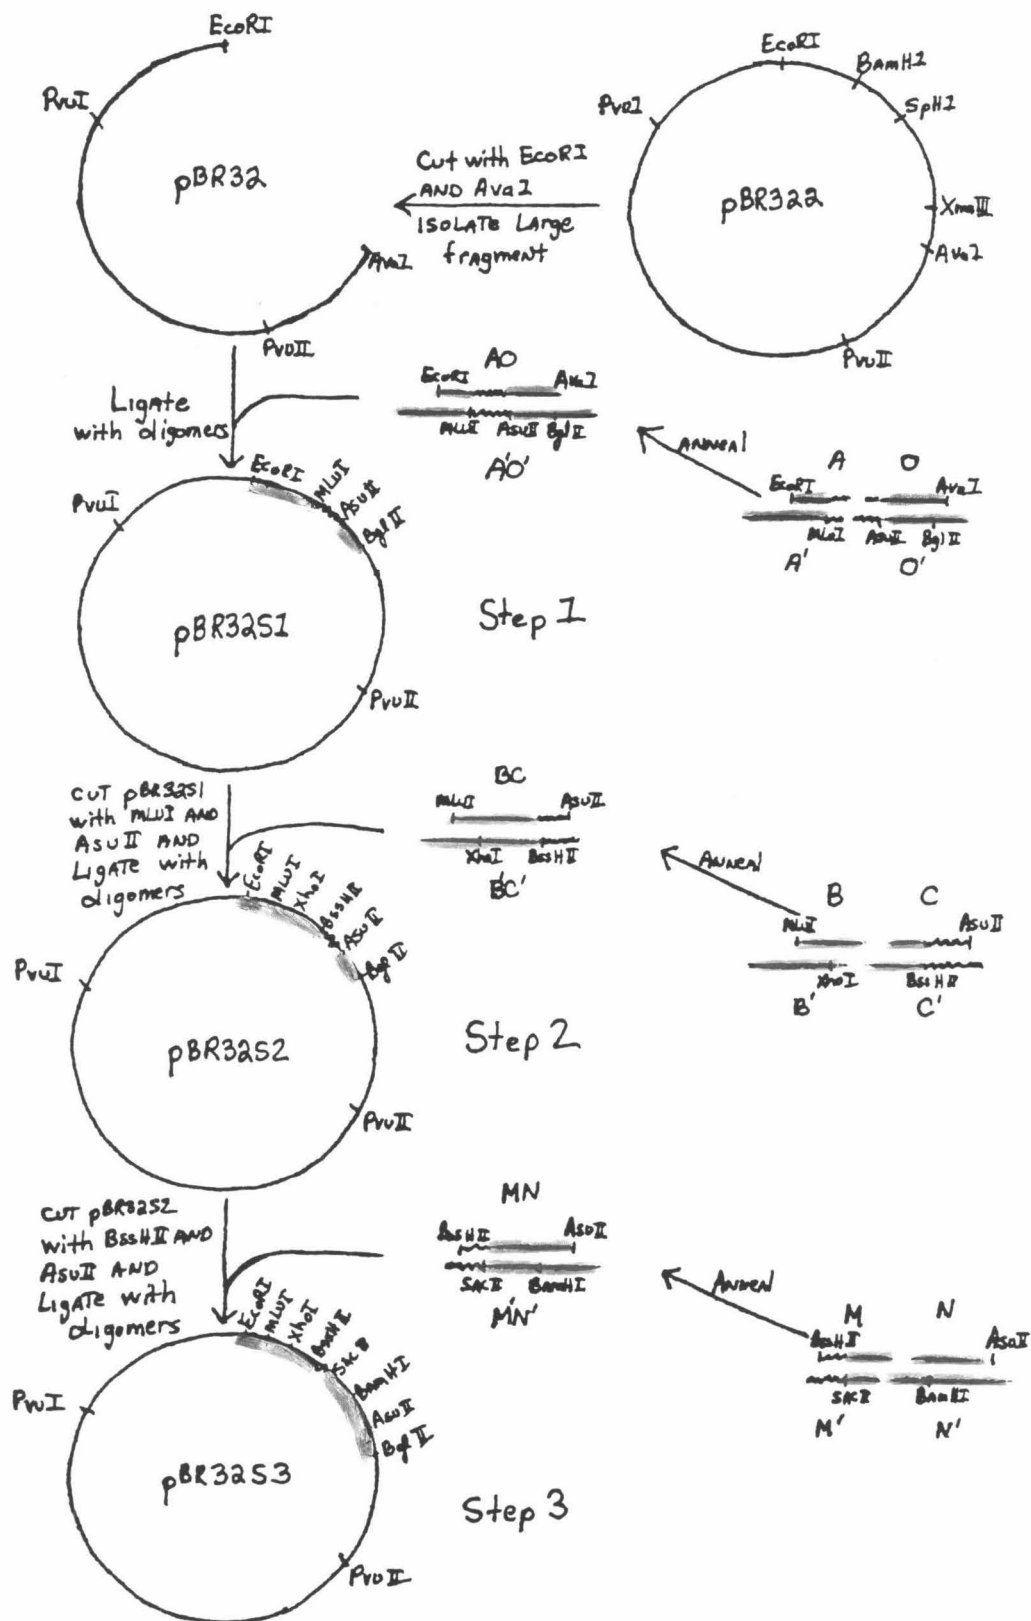 EcoRI
PvuI
pBR32
AvaI
PvuII
Cut with EcoRI
AND AvaI
ISOLATE LArge
fragment
EcoRI
BamHI
SpHI
PvuI
pBR322
XmaIII
AvaI
PvuII
Ligate
with oligomers
AO
EcoRI
AvaI
MluI
AsuII
BglII
A'O'
Anneal
A
O
EcoRI
AvaI
MluI
AsuII
BglII
A'
O'
EcoRI
MluI
AsuII
BglII
PvuI
pBR32S1
PvuII
Step 1
CUT pBR32S1
with MLUI AND
ASUII AND
LIGATE with
oligomers
BC
MluI
AsuII
XhoI
BssHII
B'C'
Anneal
B
C
MluI
AsuII
XhoI
BssHII
B'
C'
EcoRI
MLUI
XhoI
BssHII
AsuII
BglII
PvuI
pBR32S2
PvuII
Step 2
CUT pBR32S2
with BssHII AND
ASUII AND
LIGATE with
oligomers
MN
BssHII
AsuII
SACII
BamHI
M'N'
Anneal
M
N
BssHII
AsuII
SACII
BamHI
M'
N'
EcoRI
MLUI
XhoI
BssHII
SACII
BAMHI
AsuII
BglII
PvuI
pBR32S3
PvuII
Step 3